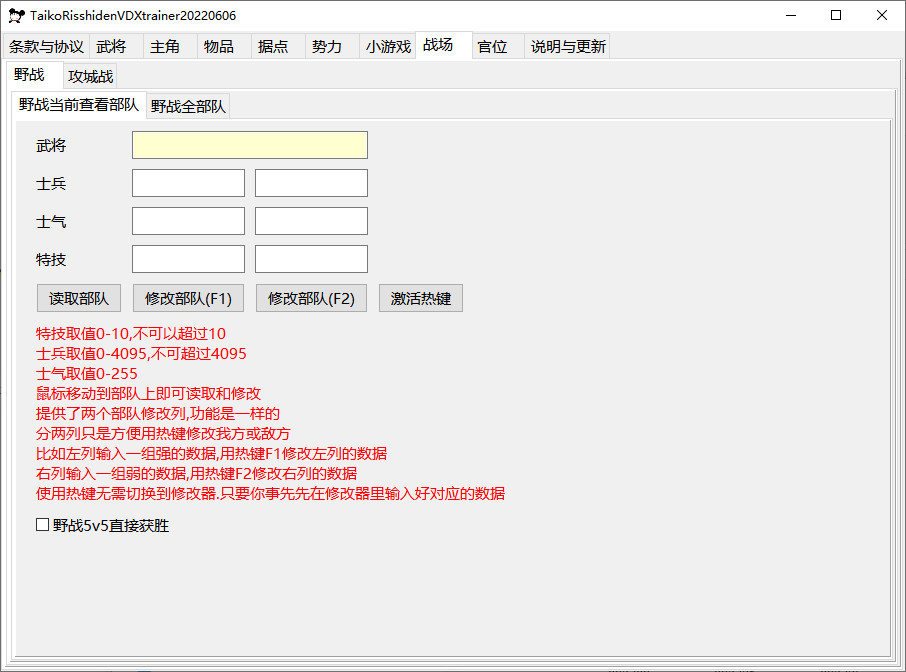 TaikoRisshidenVDXtrainer20220606
条款与协议 武将 主角 物品 据点 势力 小游戏 战场 官位 说明与更新
野战 攻城战
野战当前查看部队 野战全部队
武将
士兵
士气
特技
读取部队 修改部队(F1) 修改部队(F2) 激活热键
特技取值0-10,不可以超过10
士兵取值0-4095,不可超过4095
士气取值0-255
鼠标移动到部队上即可读取和修改
提供了两个部队修改列,功能是一样的
分两列只是方便用热键修改我方或敌方
比如左列输入一组强的数据,用热键F1修改左列的数据
右列输入一组弱的数据,用热键F2修改右列的数据
使用热键无需切换到修改器.只要你事先先在修改器里输入好对应的数据
野战5v5直接获胜